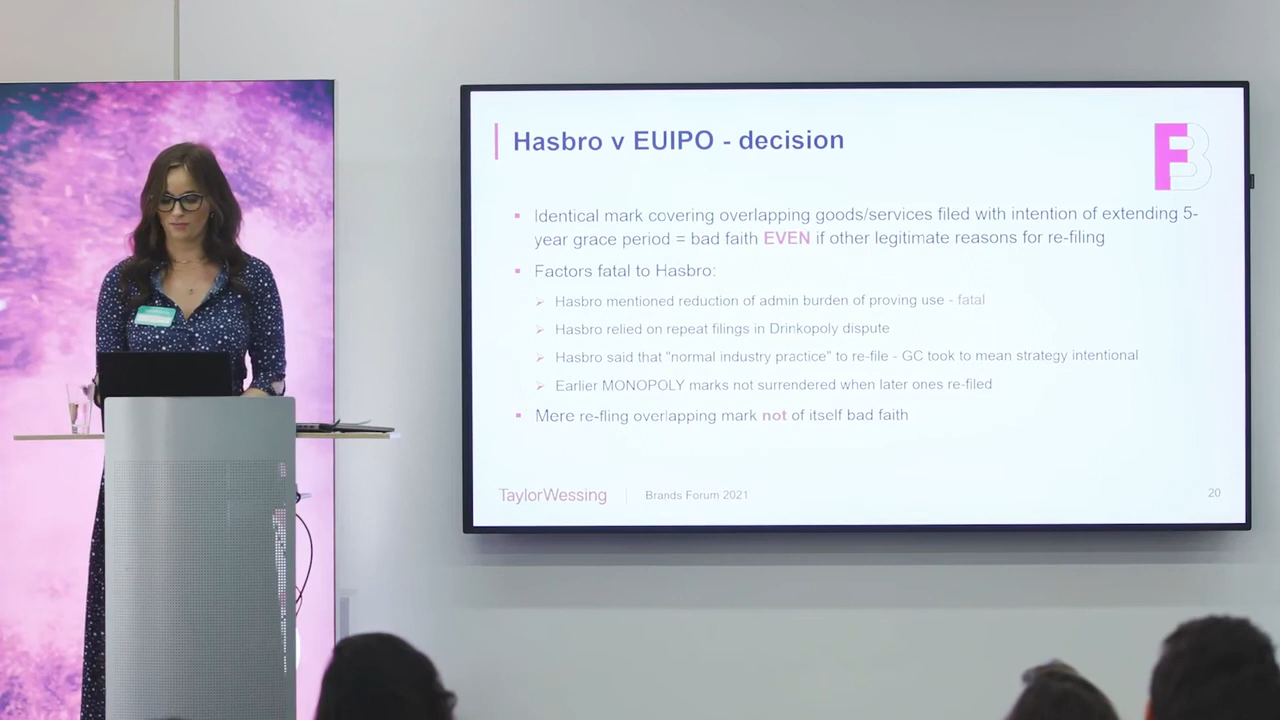 Hasbro v EUIPO - decision
FB
Identical mark covering overlapping goods/services filed with intention of extending 5-
year grace period = bad faith EVEN if other legitimate reasons for re-filing
Factors fatal to Hasbro:
Hasbro mentioned reduction of admin burden of proving use - fatal
Hasbro relied on repeat filings in Drinkopoly dispute
Hasbro said that "normal industry practice" to re-file - GC took to mean strategy intentional
Earlier MONOPOLY marks not surrendered when later ones re-filed
Mere re-fling overlapping mark not of itself bad faith
TaylorWessing
Brands Forum 2021
20